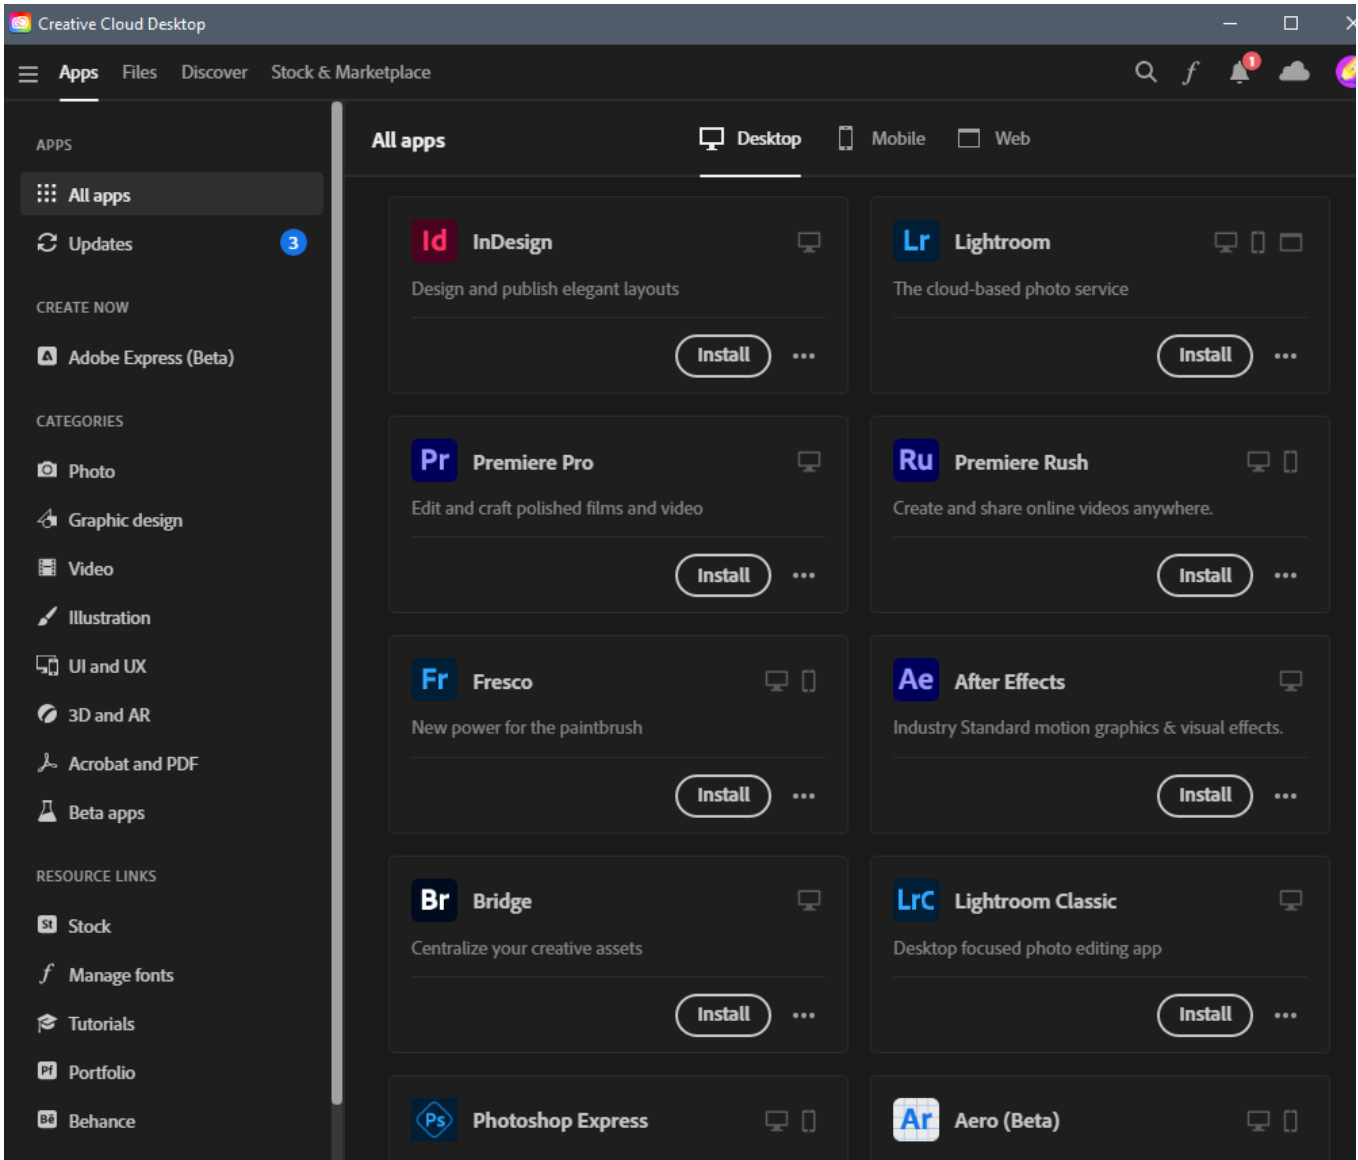 Creative Cloud Desktop
Apps Files Discover Stock & Marketplace
1
APPS
All apps
Updates 3
CREATE NOW
Adobe Express (Beta)
CATEGORIES
Photo
Graphic design
Video
Illustration
UI and UX
3D and AR
Acrobat and PDF
Beta apps
RESOURCE LINKS
St Stock
f Manage fonts
Tutorials
Pf Portfolio
Bē Behance
All apps
Desktop Mobile Web
Id InDesign
Design and publish elegant layouts
Install
Lr Lightroom
The cloud-based photo service
Install
Pr Premiere Pro
Edit and craft polished films and video
Install
Ru Premiere Rush
Create and share online videos anywhere.
Install
Fr Fresco
New power for the paintbrush
Install
Ae After Effects
Industry Standard motion graphics & visual effects.
Install
Br Bridge
Centralize your creative assets
Install
LrC Lightroom Classic
Desktop focused photo editing app
Install
Ps Photoshop Express
Ar Aero (Beta)